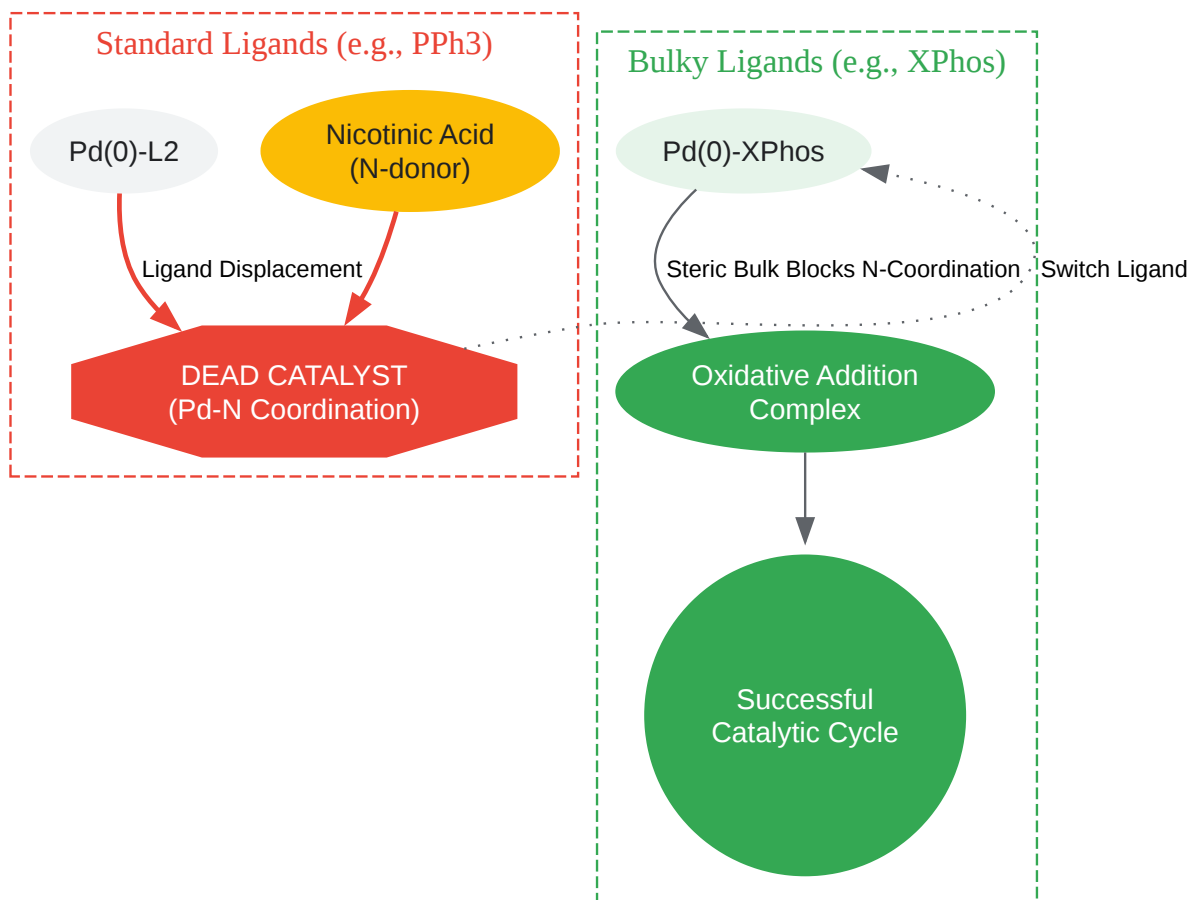 Standard Ligands (e.g., PPh3)
Pd(0)-L2
Nicotinic Acid
(N-donor)
Ligand Displacement
DEAD CATALYST
(Pd-N Coordination)
Bulky Ligands (e.g., XPhos)
Pd(0)-XPhos
Steric Bulk Blocks N-Coordination
Switch Ligand
Oxidative Addition
Complex
Successful
Catalytic Cycle